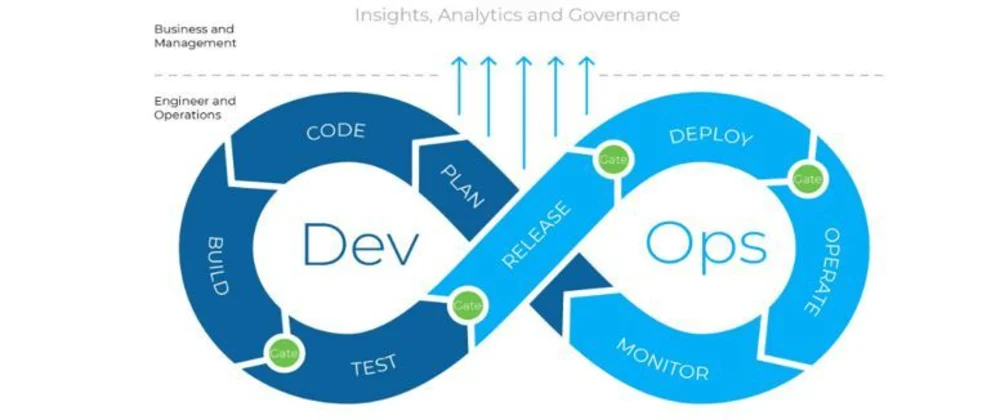 Insights, Analytics and Governance
Business and
Management
Engineer and
Operations
CODE
PLAN
BUILD
TEST
Dev
RELEASE
Ops
DEPLOY
OPERATE
MONITOR
Gate
Gate
Gate
Gate